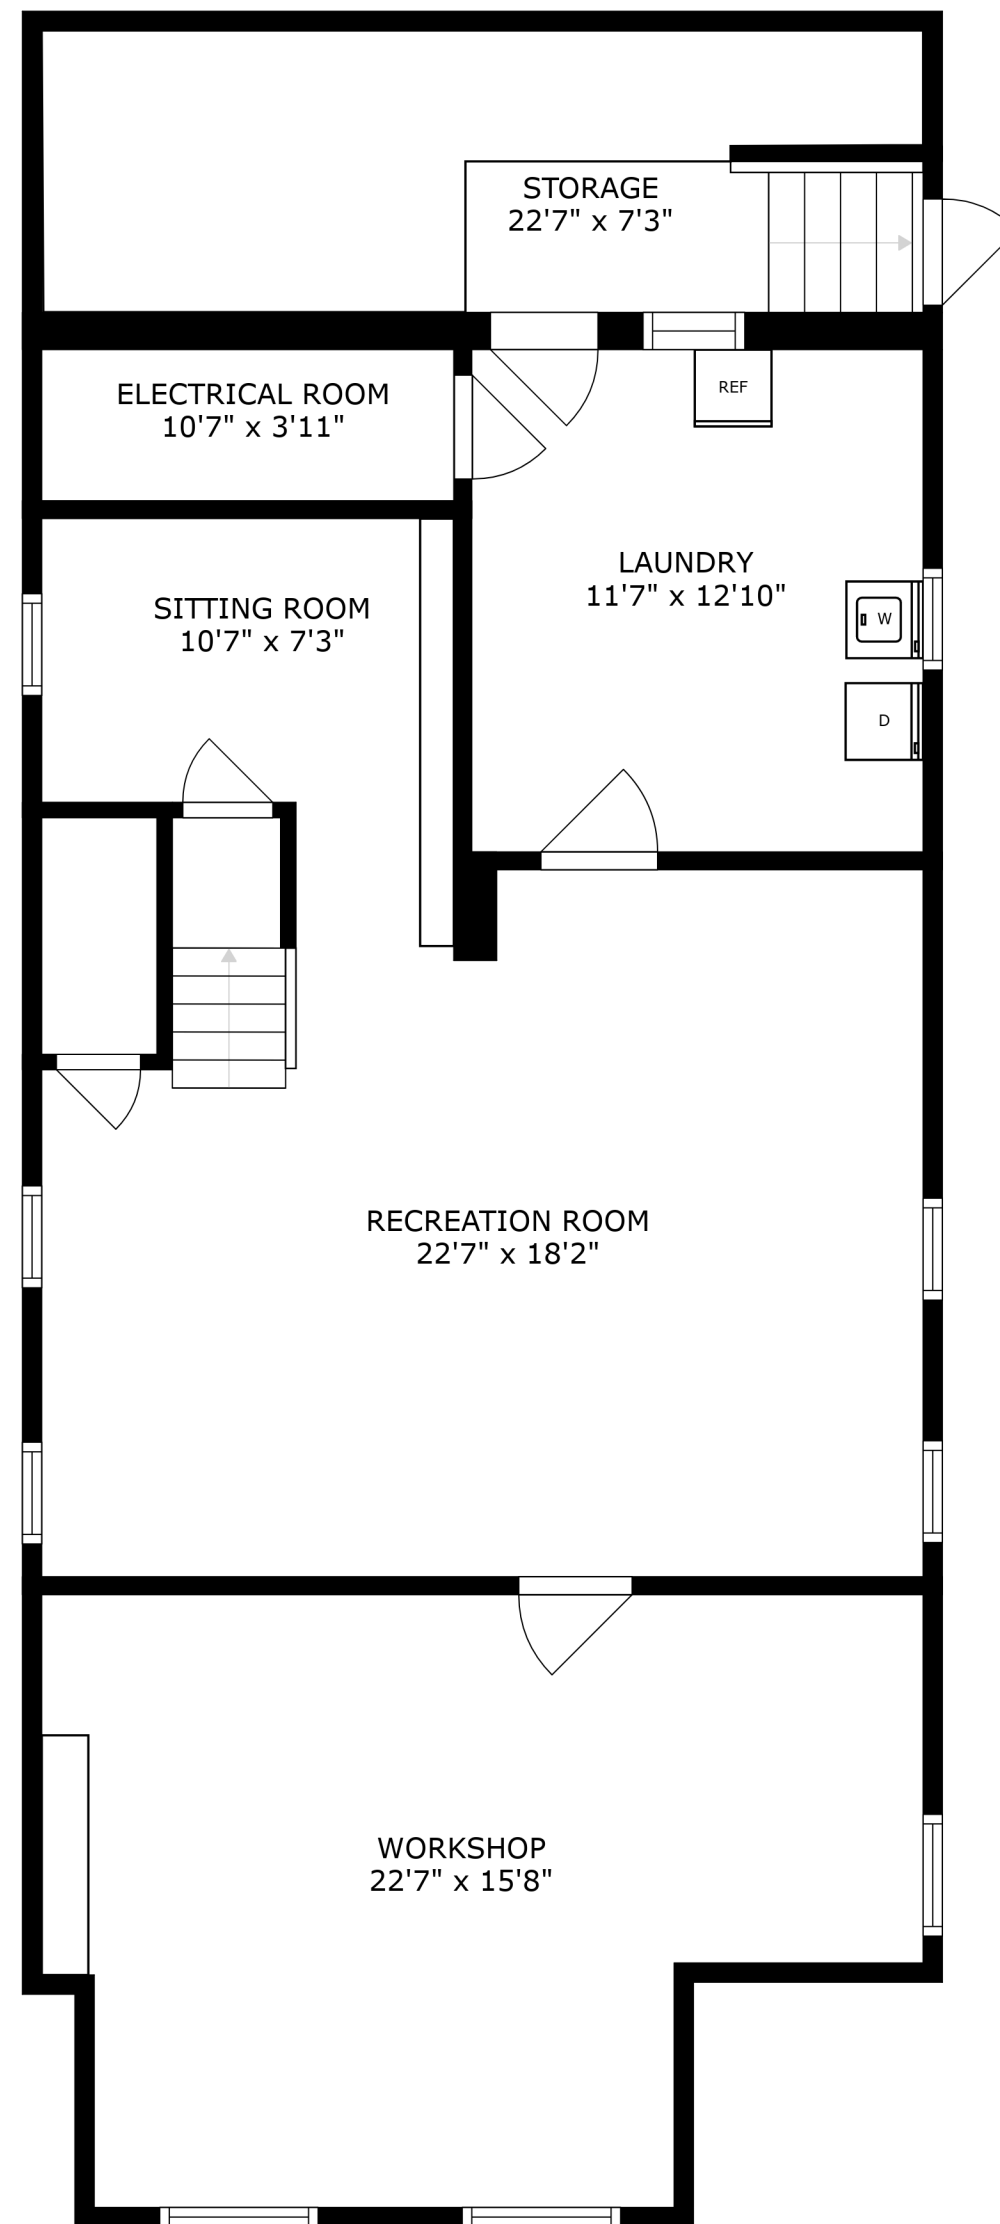 STORAGE
22'7" x 7'3"
ELECTRICAL ROOM
10'7" x 3'11"
REF
LAUNDRY
11'7" x 12'10"
SITTING ROOM
10'7" x 7'3"
W
D
RECREATION ROOM
22'7" x 18'2"
WORKSHOP
22'7" x 15'8"